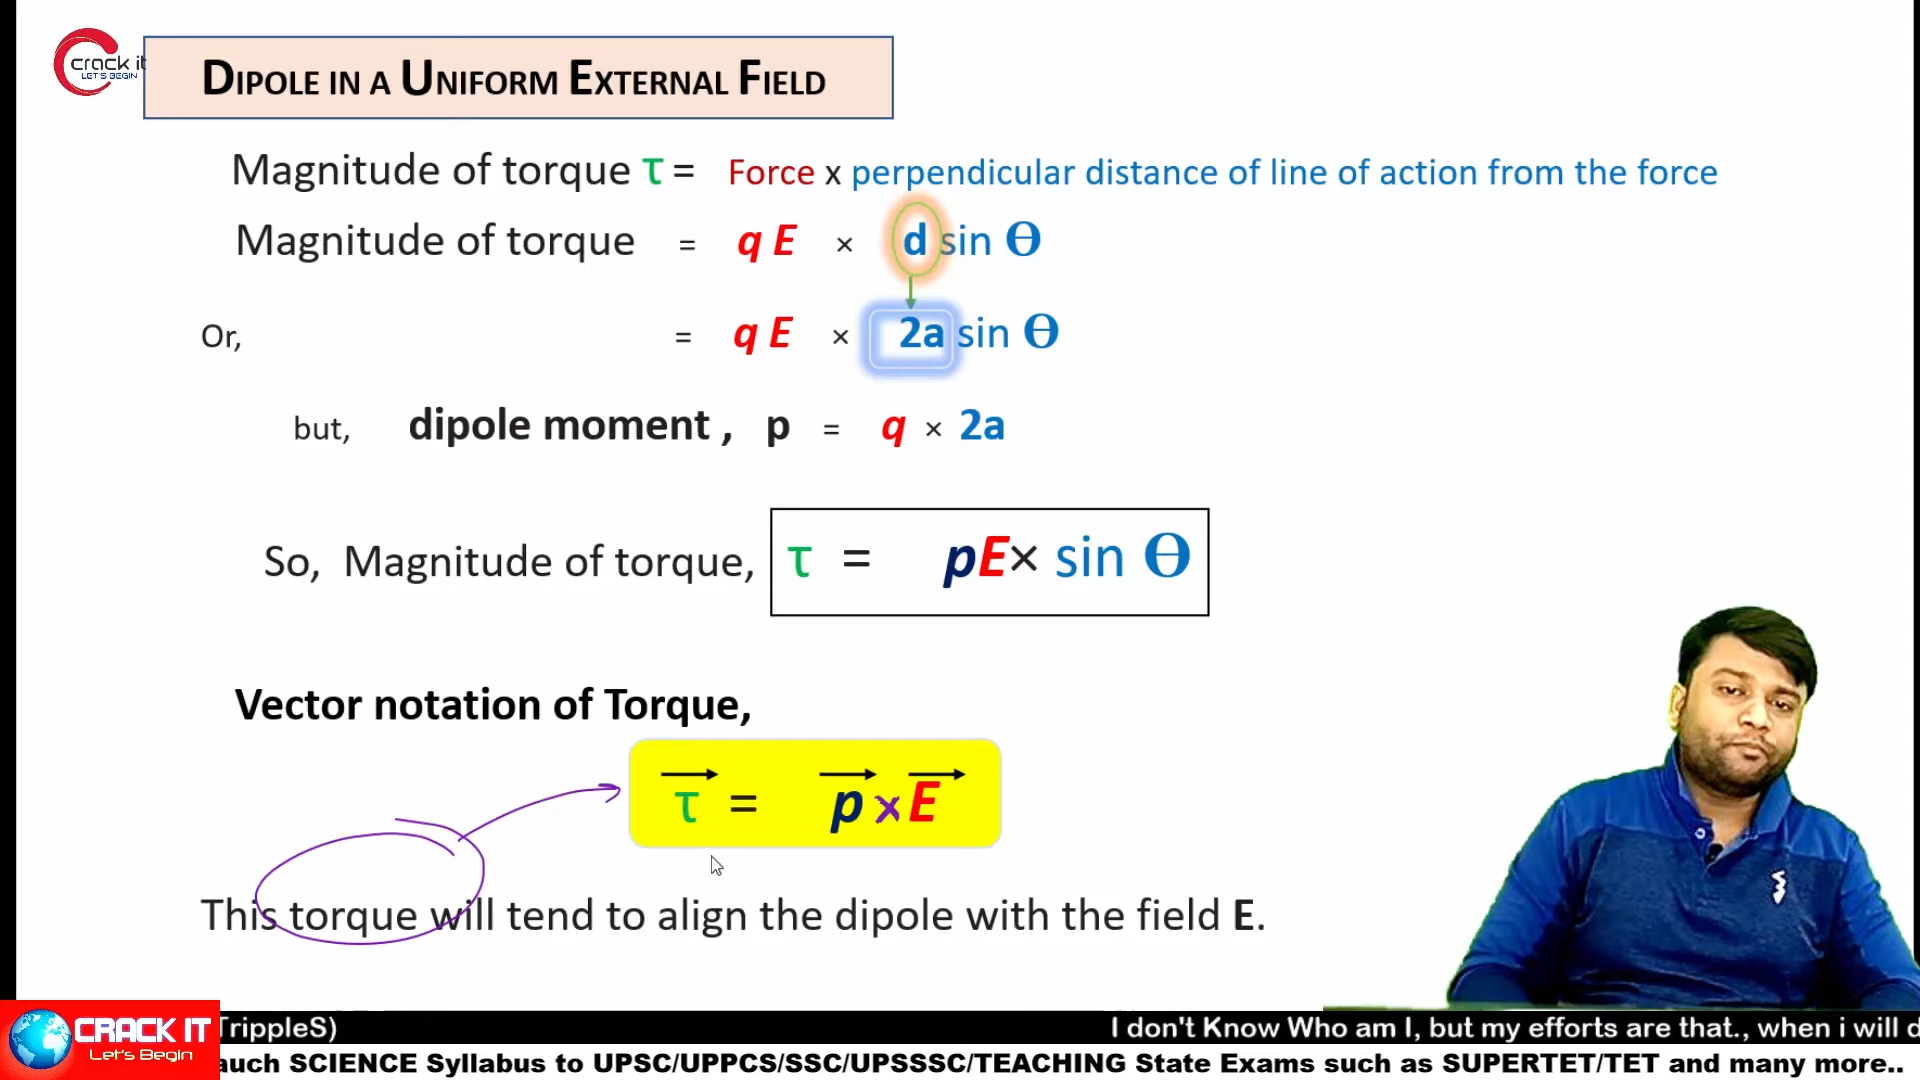 crack it
LET'S BEGIN
DIPOLE IN A UNIFORM EXTERNAL FIELD
Magnitude of torque τ = Force x perpendicular distance of line of action from the force
Magnitude of torque = q E × d sin Θ
Or, = q E × 2a sin Θ
but, dipole moment , p = q × 2a
So, Magnitude of torque, τ = pE× sin Θ
Vector notation of Torque,
τ⃗ = p⃗ x E⃗
This torque will tend to align the dipole with the field E.
CRACK IT
Let's Begin
TrippleS) I don't Know Who am I, but my efforts are that., when i will d
auch SCIENCE Syllabus to UPSC/UPPCS/SSC/UPSSSC/TEACHING State Exams such as SUPERTET/TET and many more..